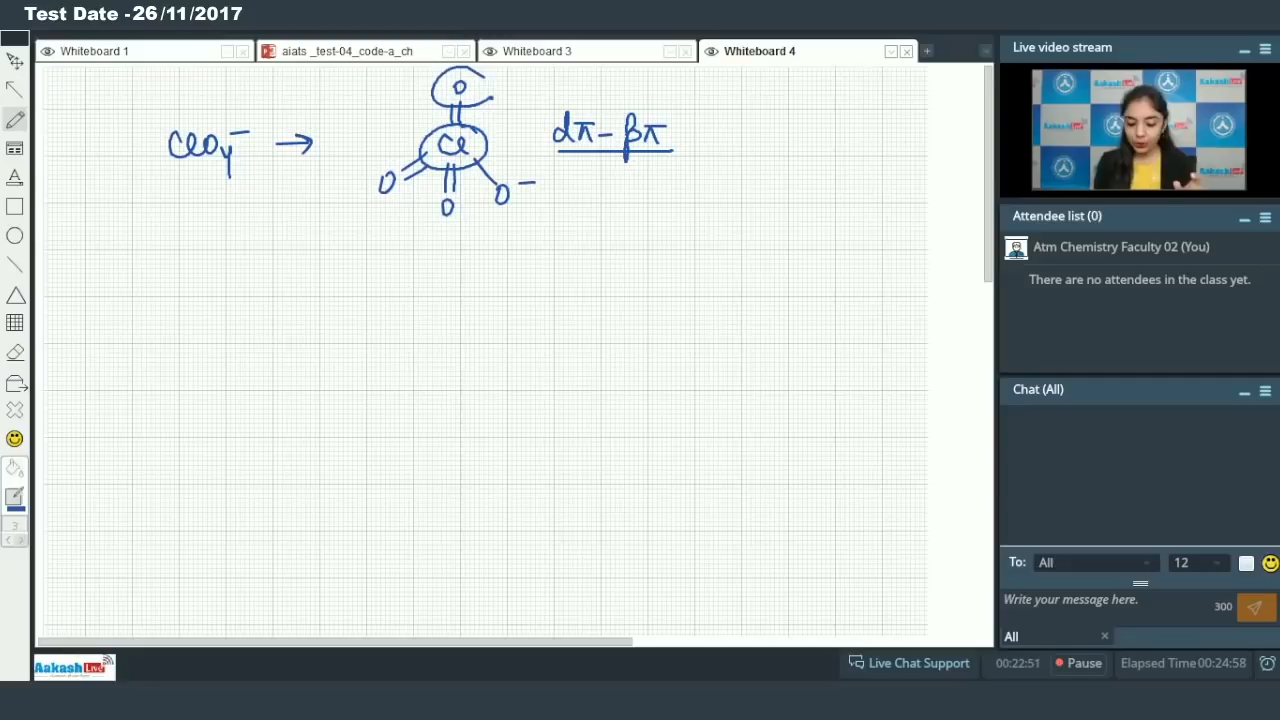 Test Date -26/11/2017
Whiteboard 1
aiats _test-04_code-a_ch
Whiteboard 3
Whiteboard 4
Live video stream
O
ClO4⁻ → Cl dπ - pπ
O O O⁻
Attendee list (0)
Atm Chemistry Faculty 02 (You)
There are no attendees in the class yet.
Chat (All)
To: All 12
Write your message here.
300
All
3
Aakash Live
Live Chat Support 00:22:51 Pause Elapsed Time 00:24:58